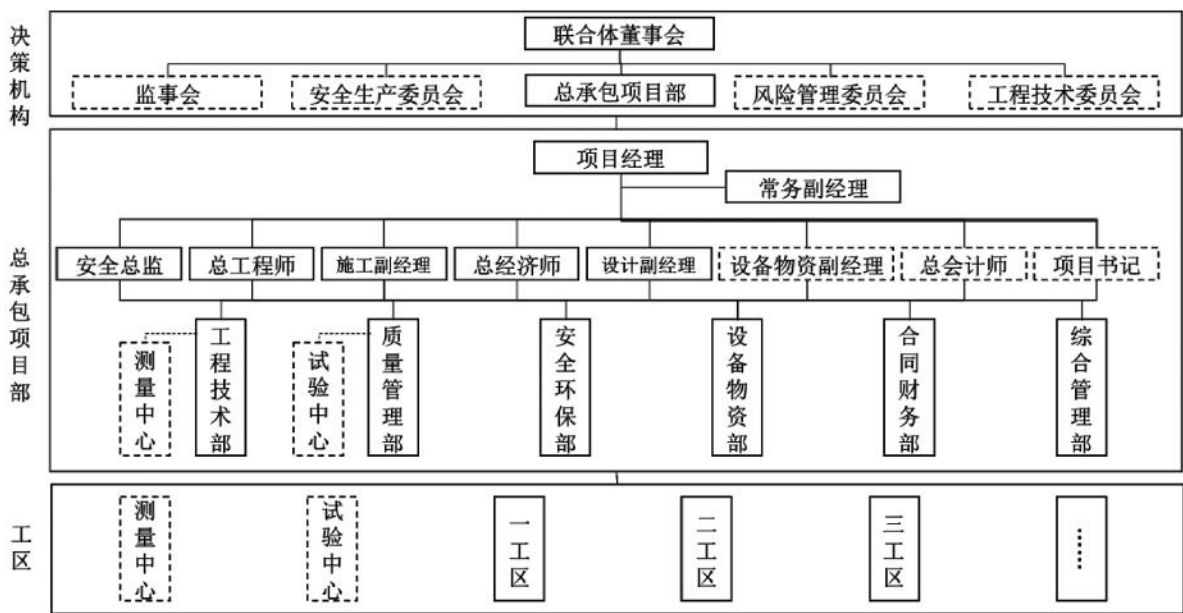 决策机构
联合体董事会
监事会
安全生产委员会
总承包项目部
风险管理委员会
工程技术委员会
总承包项目部
项目经理
常务副经理
安全总监
总工程师
施工副经理
总经济师
设计副经理
设备物资副经理
总会计师
项目书记
测量中心
工程技术部
试验中心
质量管理部
安全环保部
设备物资部
合同财务部
综合管理部
工区
测量中心
试验中心
一工区
二工区
三工区
……